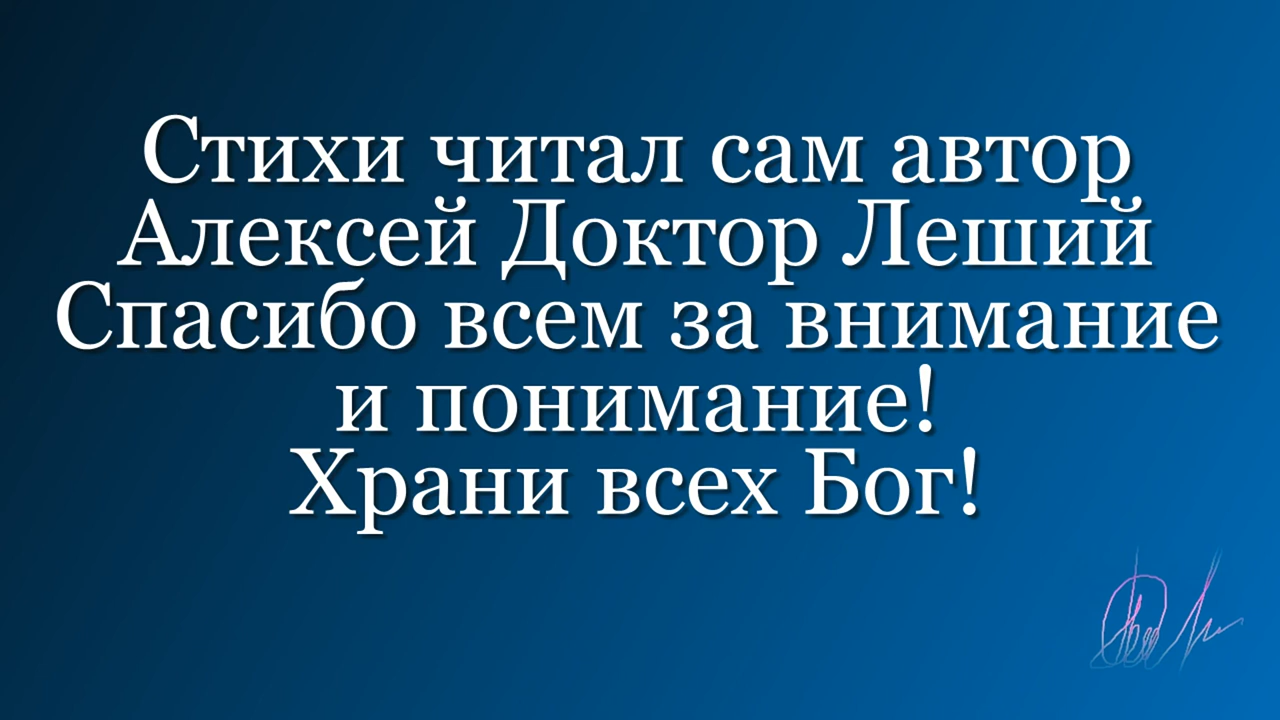 Стихи читал сам автор
Алексей Доктор Леший
Спасибо всем за внимание
и понимание!
Храни всех Бог!